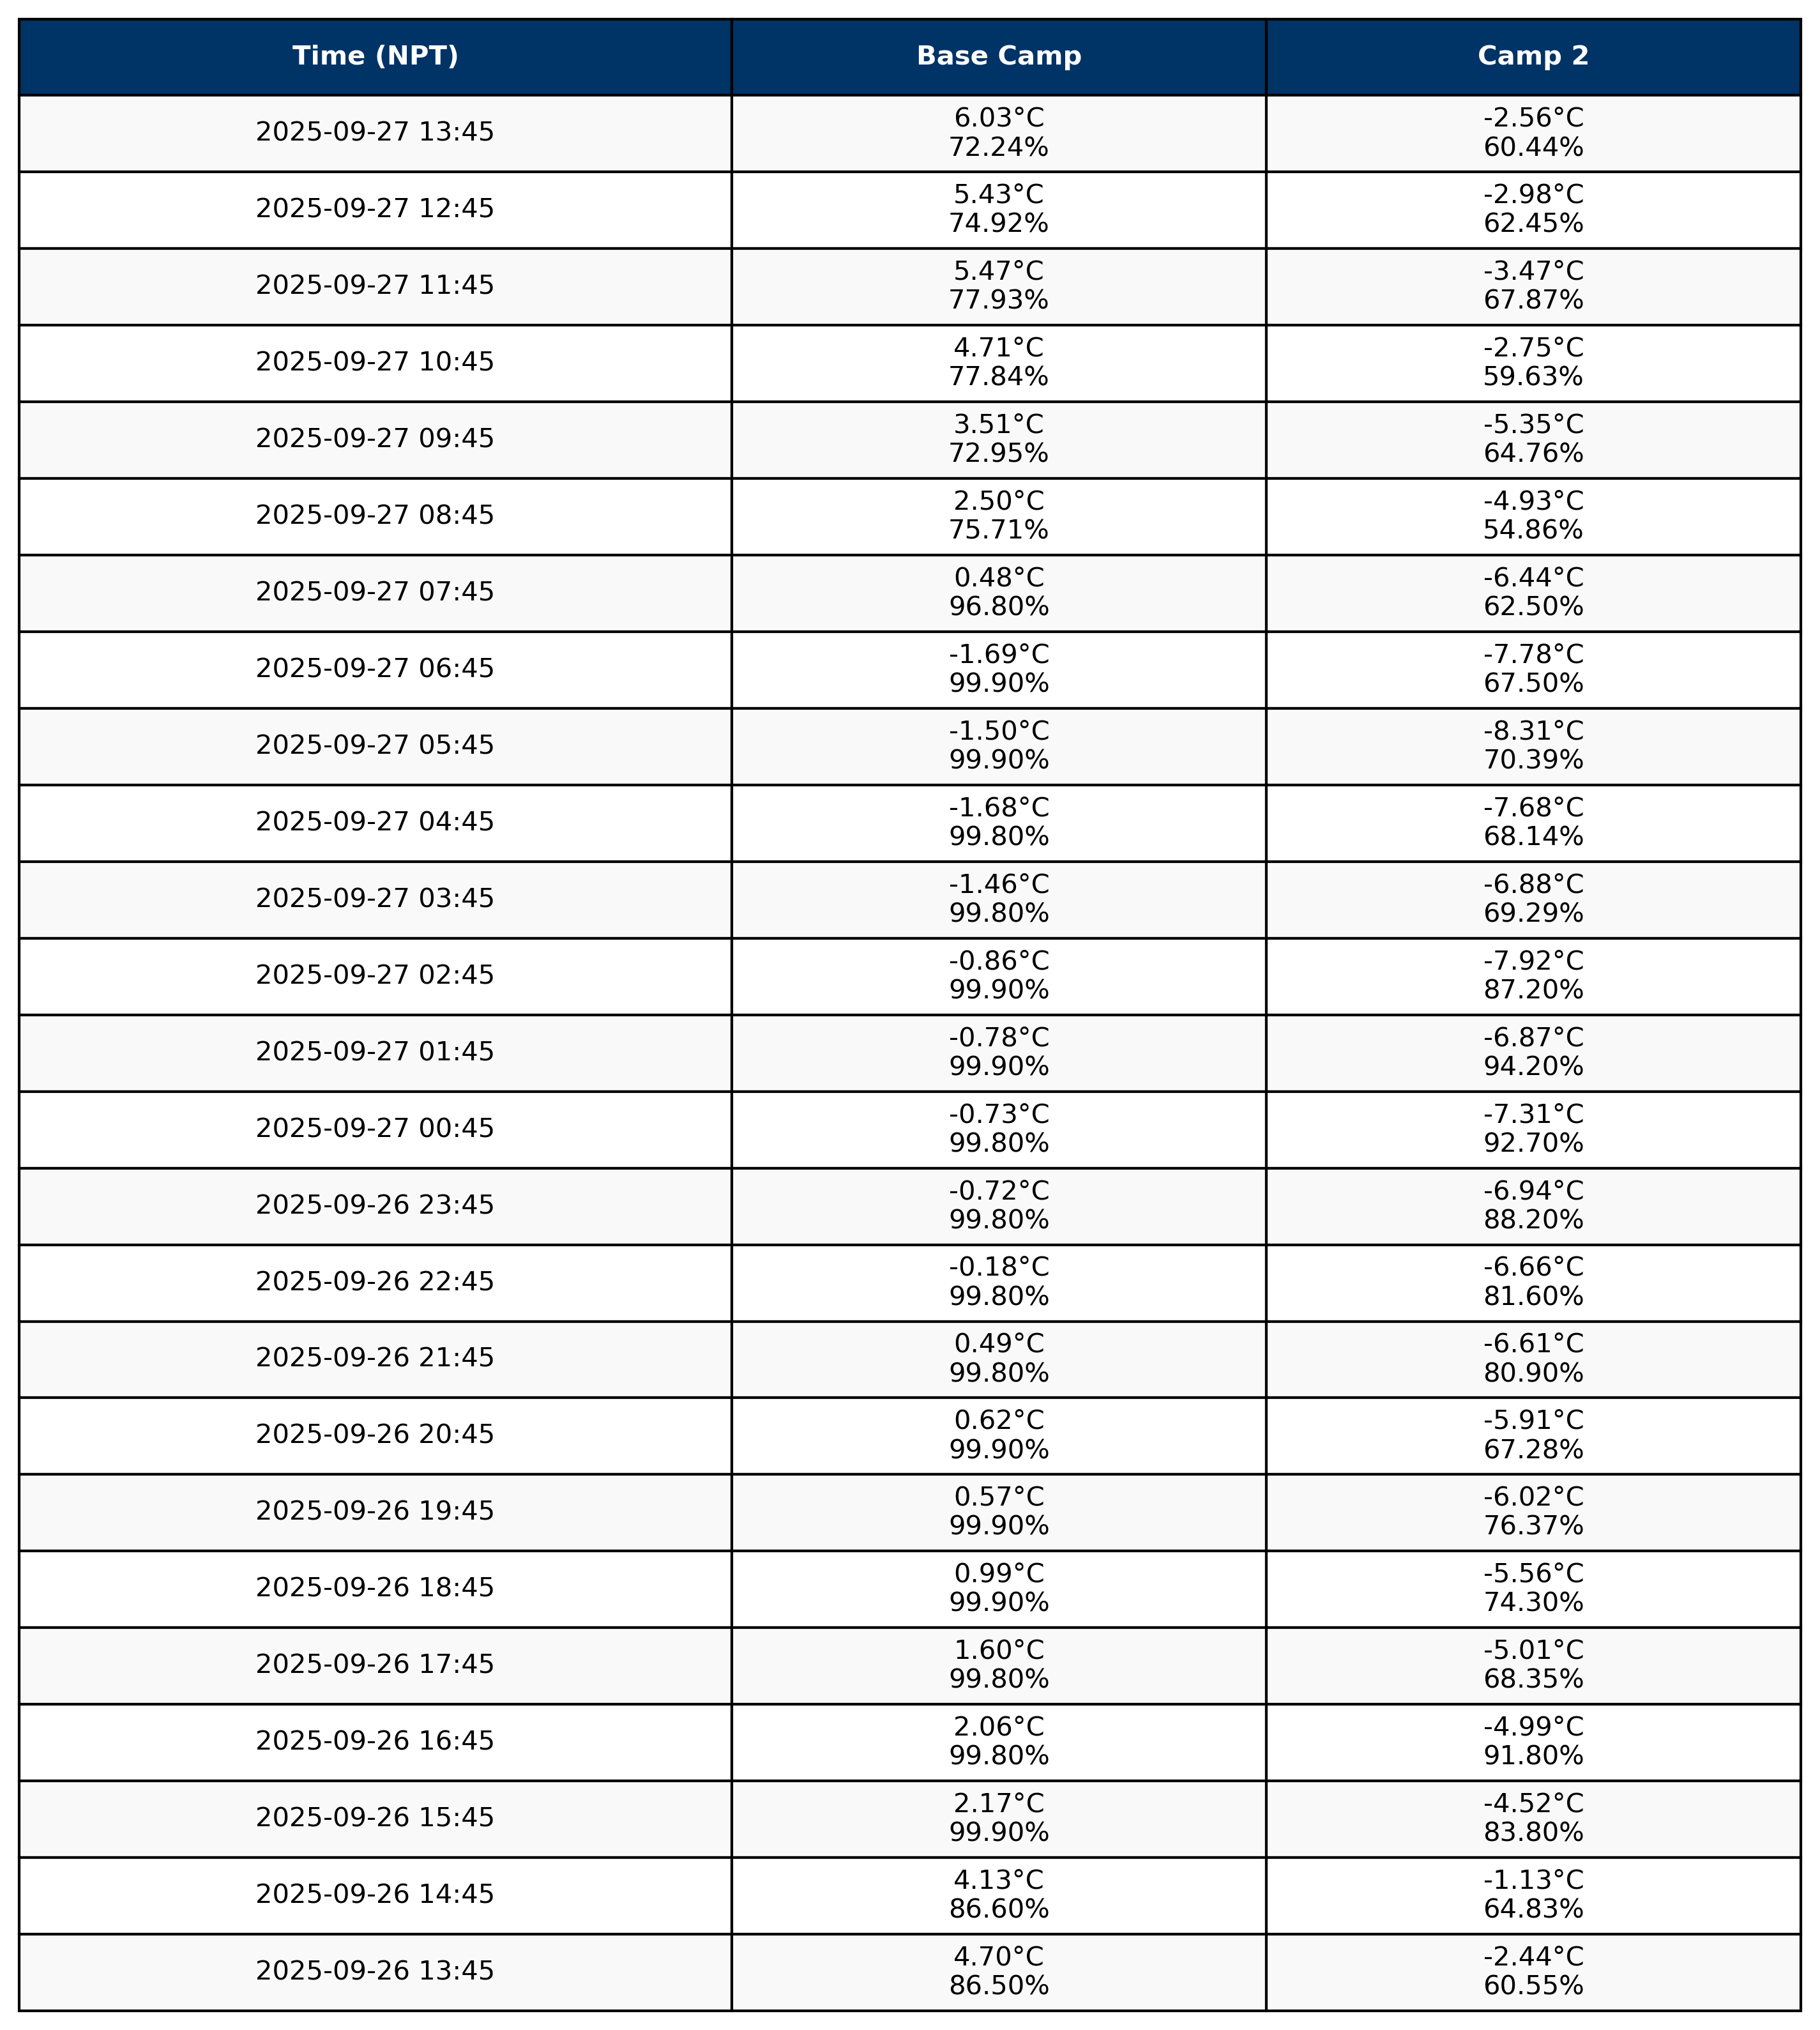 Time (NPT) Base Camp Camp 2
2025-09-27 13:45 6.03°C -2.56°C
72.24% 60.44%
2025-09-27 12:45 5.43°C -2.98°C
74.92% 62.45%
2025-09-27 11:45 5.47°C -3.47°C
77.93% 67.87%
2025-09-27 10:45 4.71°C -2.75°C
77.84% 59.63%
2025-09-27 09:45 3.51°C -5.35°C
72.95% 64.76%
2025-09-27 08:45 2.50°C -4.93°C
75.71% 54.86%
2025-09-27 07:45 0.48°C -6.44°C
96.80% 62.50%
2025-09-27 06:45 -1.69°C -7.78°C
99.90% 67.50%
2025-09-27 05:45 -1.50°C -8.31°C
99.90% 70.39%
2025-09-27 04:45 -1.68°C -7.68°C
99.80% 68.14%
2025-09-27 03:45 -1.46°C -6.88°C
99.80% 69.29%
2025-09-27 02:45 -0.86°C -7.92°C
99.90% 87.20%
2025-09-27 01:45 -0.78°C -6.87°C
99.90% 94.20%
2025-09-27 00:45 -0.73°C -7.31°C
99.80% 92.70%
2025-09-26 23:45 -0.72°C -6.94°C
99.80% 88.20%
2025-09-26 22:45 -0.18°C -6.66°C
99.80% 81.60%
2025-09-26 21:45 0.49°C -6.61°C
99.80% 80.90%
2025-09-26 20:45 0.62°C -5.91°C
99.90% 67.28%
2025-09-26 19:45 0.57°C -6.02°C
99.90% 76.37%
2025-09-26 18:45 0.99°C -5.56°C
99.90% 74.30%
2025-09-26 17:45 1.60°C -5.01°C
99.80% 68.35%
2025-09-26 16:45 2.06°C -4.99°C
99.80% 91.80%
2025-09-26 15:45 2.17°C -4.52°C
99.90% 83.80%
2025-09-26 14:45 4.13°C -1.13°C
86.60% 64.83%
2025-09-26 13:45 4.70°C -2.44°C
86.50% 60.55%